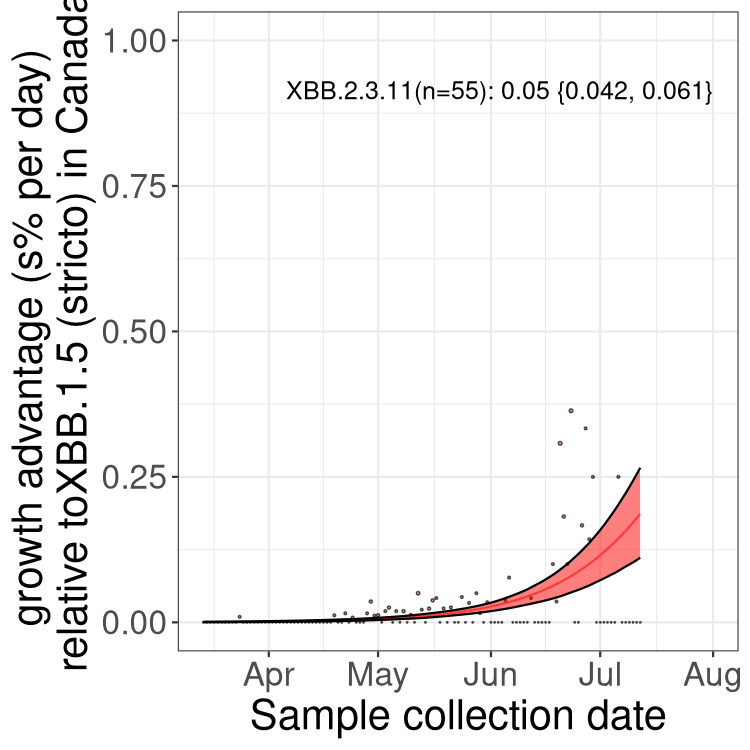 growth advantage (s% per day)
relative toXBB.1.5 (stricto) in Canada
1.00
0.75
0.50
0.25
0.00
XBB.2.3.11(n=55): 0.05 {0.042, 0.061}
Apr May Jun Jul Aug
Sample collection date